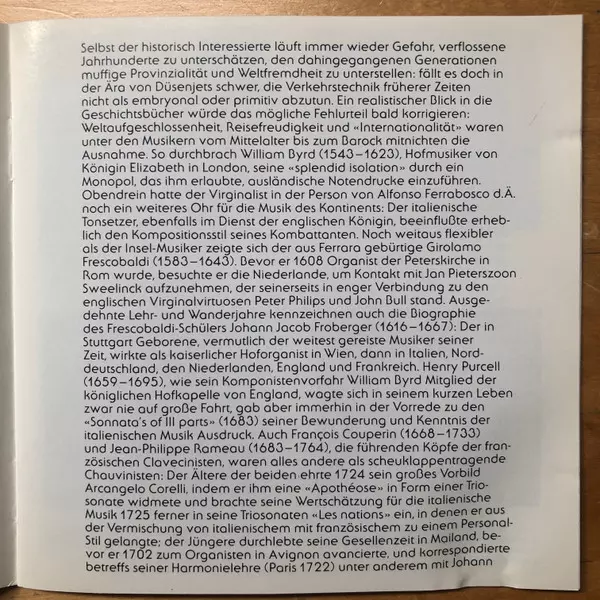 Selbst der historisch Interessierte läuft immer wieder Gefahr, verflossene
Jahrhunderte zu unterschätzen, den dahingegangenen Generationen
muffige Provinzialität und Weltfremdheit zu unterstellen: fällt es doch in
der Ära von Düsenjets schwer, die Verkehrstechnik früherer Zeiten
nicht als embryonal oder primitiv abzutun. Ein realistischer Blick in die
Geschichtsbücher würde das mögliche Fehlurteil bald korrigieren:
Weltaufgeschlossenheit, Reisefreudigkeit und «Internationalität» waren
unter den Musikern vom Mittelalter bis zum Barock mitnichten die
Ausnahme. So durchbrach William Byrd (1543–1623), Hofmusiker von
Königin Elizabeth in London, seine «splendid isolation» durch ein
Monopol, das ihm erlaubte, ausländische Notendrucke einzuführen.
Obendrein hatte der Virginalist in der Person von Alfonso Ferrabosco d.Ä.
noch ein weiteres Ohr für die Musik des Kontinents: Der italienische
Tonsetzer, ebenfalls im Dienst der englischen Königin, beeinflußte erheb-
lich den Kompositionsstil seines Kombattanten. Noch weitaus flexibler
als der Insel-Musiker zeigte sich der aus Ferrara gebürtige Girolamo
Frescobaldi (1583–1643). Bevor er 1608 Organist der Peterskirche in
Rom wurde, besuchte er die Niederlande, um Kontakt mit Jan Pieterszoon
Sweelinck aufzunehmen, der seinerseits in enger Verbindung zu den
englischen Virginalvirtuosen Peter Philips und John Bull stand. Ausge-
dehnte Lehr- und Wanderjahre kennzeichnen auch die Biographie
des Frescobaldi-Schülers Johann Jacob Froberger (1616–1667): Der in
Stuttgart Geborene, vermutlich der weitest gereiste Musiker seiner
Zeit, wirkte als kaiserlicher Hoforganist in Wien, dann in Italien, Nord-
deutschland, den Niederlanden, England und Frankreich. Henry Purcell
(1659–1695), wie sein Komponistenvorfahr William Byrd Mitglied der
königlichen Hofkapelle von England, wagte sich in seinem kurzen Leben
zwar nie auf große Fahrt, gab aber immerhin in der Vorrede zu den
«Sonnata's of III parts» (1683) seiner Bewunderung und Kenntnis der
italienischen Musik Ausdruck. Auch François Couperin (1668–1733)
und Jean-Philippe Rameau (1683–1764), die führenden Köpfe der fran-
zösischen Clavecinisten, waren alles andere als scheuklappentragende
Chauvinisten: Der Ältere der beiden ehrte 1724 sein großes Vorbild
Arcangelo Corelli, indem er ihm eine «Apothéose» in Form einer Trio-
sonate widmete und brachte seine Wertschätzung für die italienische
Musik 1725 ferner in seine Triosonaten «Les nations» ein, in denen er aus
der Vermischung von italienischem mit französischem zu einem Personal-
Stil gelangte; der Jüngere durchlebte seine Gesellenzeit in Mailand, be-
vor er 1702 zum Organisten in Avignon avancierte, und korrespondierte
betreffs seiner Harmonielehre (Paris 1722) unter anderem mit Johann